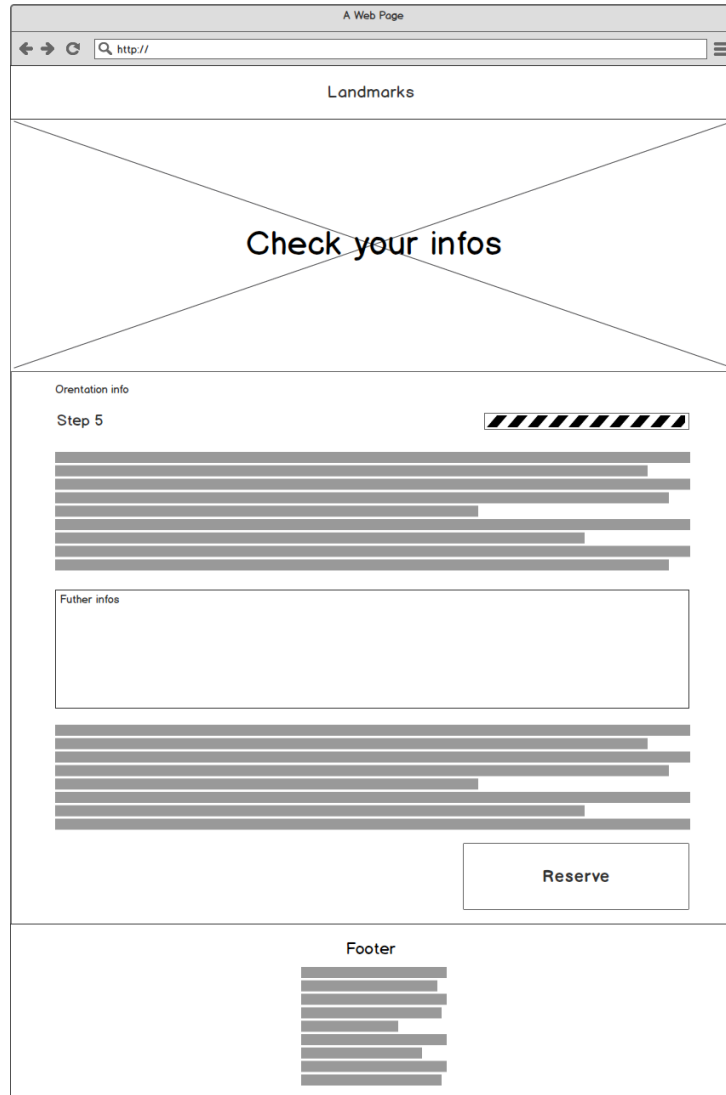 A Web Page
http://
Landmarks
Check your infos
Orentation info
Step 5
Futher infos
Reserve
Footer